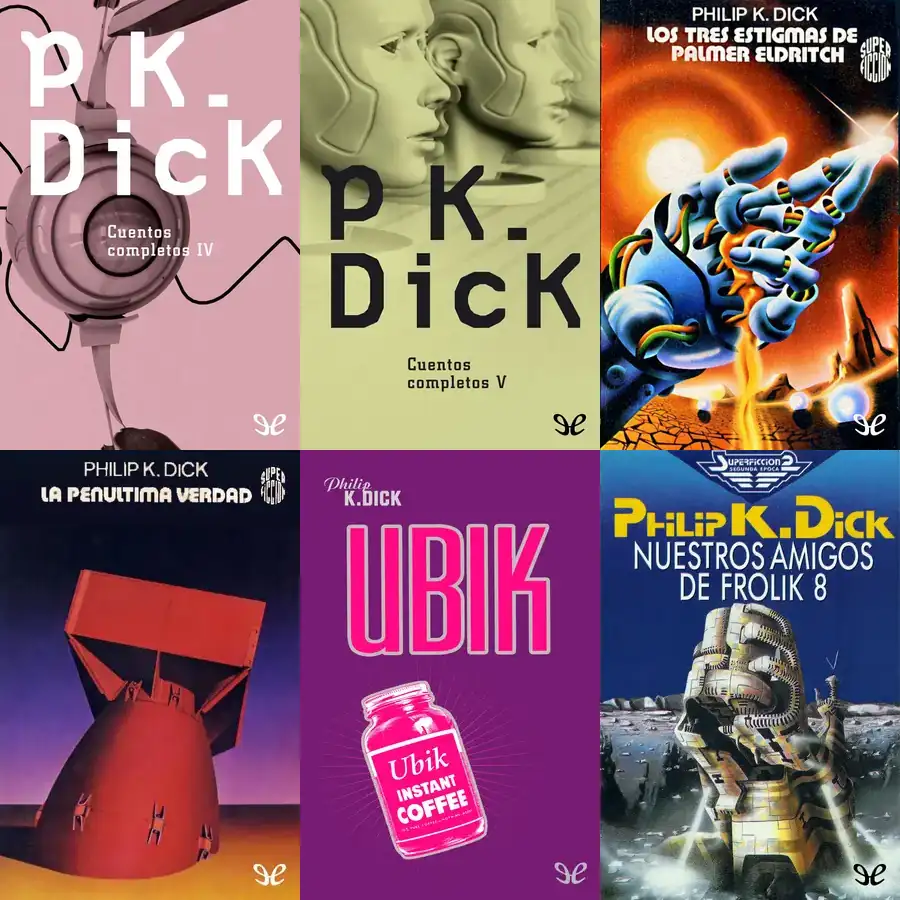 P K.
Dick
Cuentos
completos IV
P K.
Dick
Cuentos
completos V
PHILIP K. DICK
LOS TRES ESTIGMAS DE
PALMER ELDRITCH
SUPER
FICCION
PHILIP K. DICK
LA PENULTIMA VERDAD
SUPER
FICCION
Philip
K.DICK
UBIK
Ubik
INSTANT
COFFEE
SUPERFICCION 2
SEGUNDA EPOCA
PHILIP K. DICK
NUESTROS AMIGOS
DE FROLIK 8